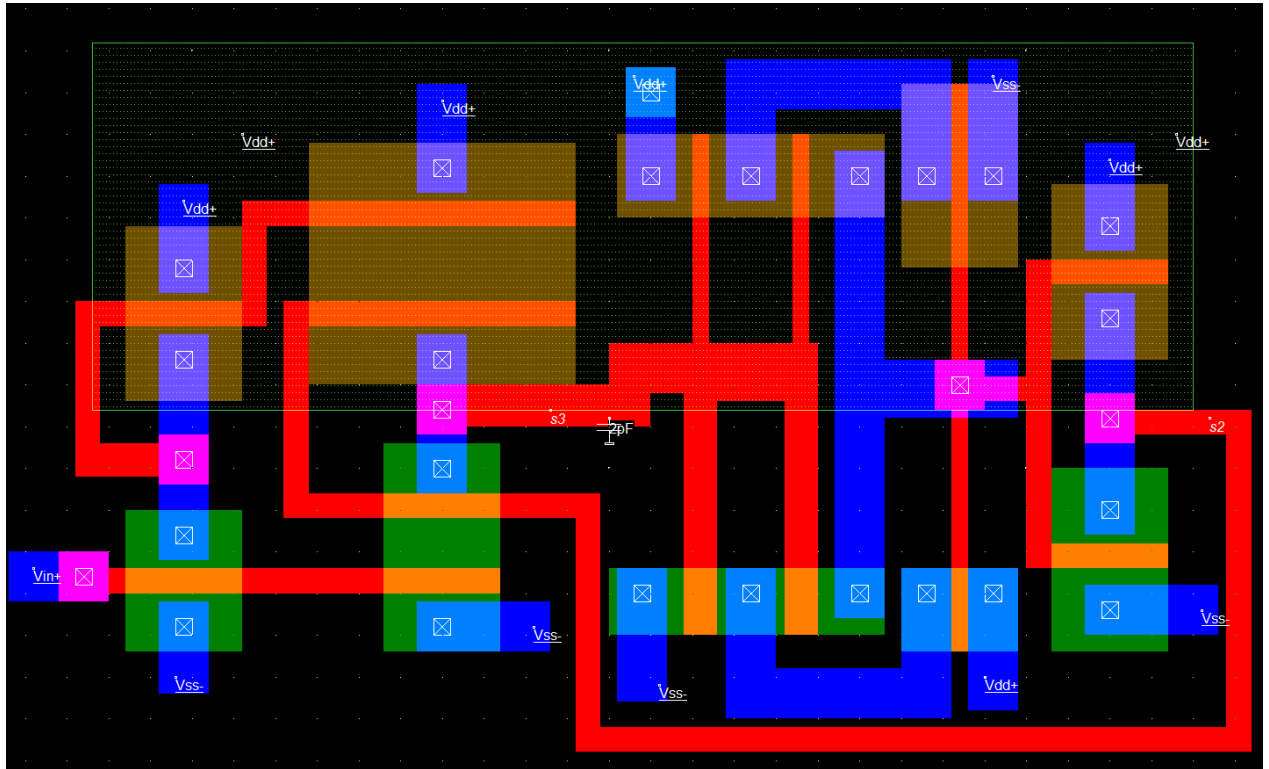 Vdd+
Vss-
Vdd+
Vdd+
Vdd+
Vdd+
Vdd+
s3
2pF
s2
Vin+
Vss-
Vss-
Vss-
Vss-
Vdd+